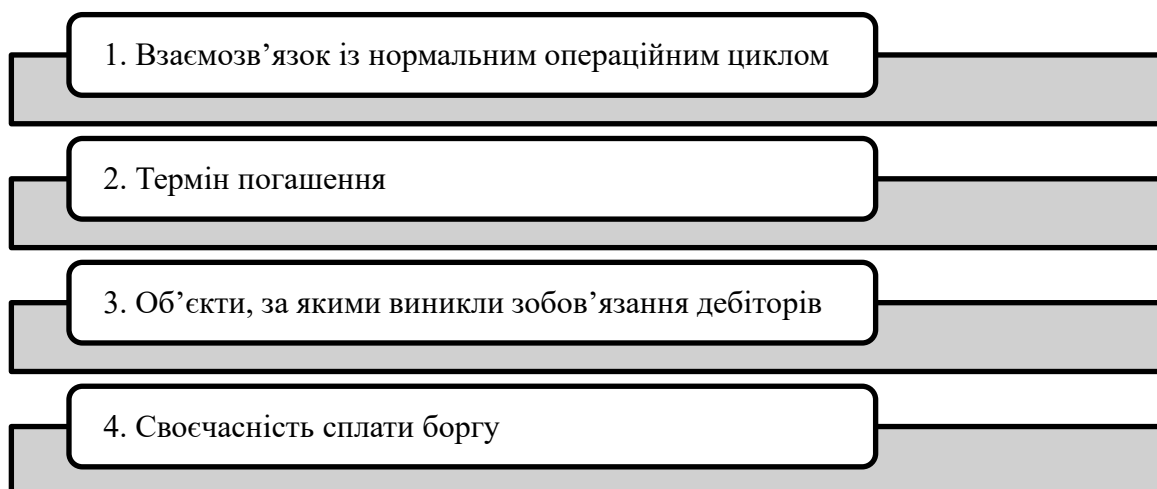 1. Взаємозв’язок із нормальним операційним циклом
2. Термін погашення
3. Об’єкти, за якими виникли зобов’язання дебіторів
4. Своєчасність сплати боргу